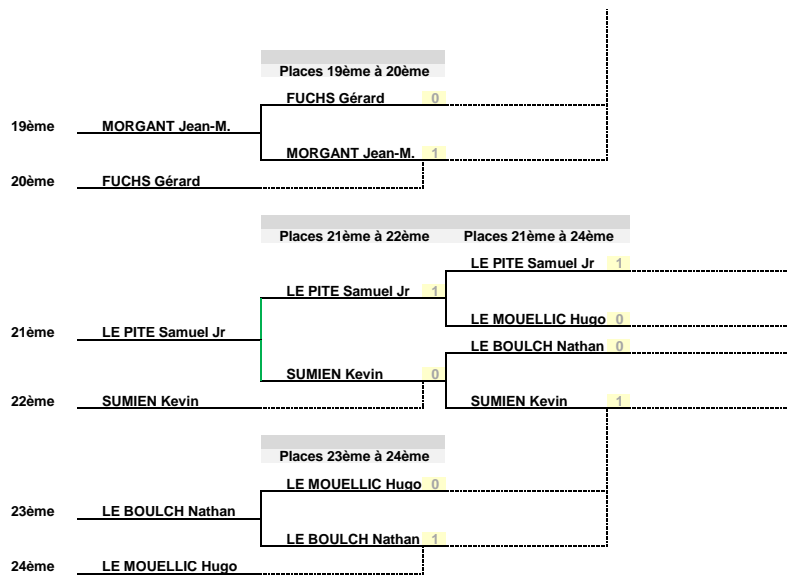 Places 19ème à 20ème
FUCHS Gérard 0
19ème MORGANT Jean-M.
MORGANT Jean-M. 1
20ème FUCHS Gérard
Places 21ème à 22ème Places 21ème à 24ème
LE PITE Samuel Jr 1
LE PITE Samuel Jr 1
LE MOUELLIC Hugo 0
21ème LE PITE Samuel Jr
LE BOULCH Nathan 0
SUMIEN Kevin 0
22ème SUMIEN Kevin
SUMIEN Kevin 1
Places 23ème à 24ème
LE MOUELLIC Hugo 0
23ème LE BOULCH Nathan
LE BOULCH Nathan 1
24ème LE MOUELLIC Hugo